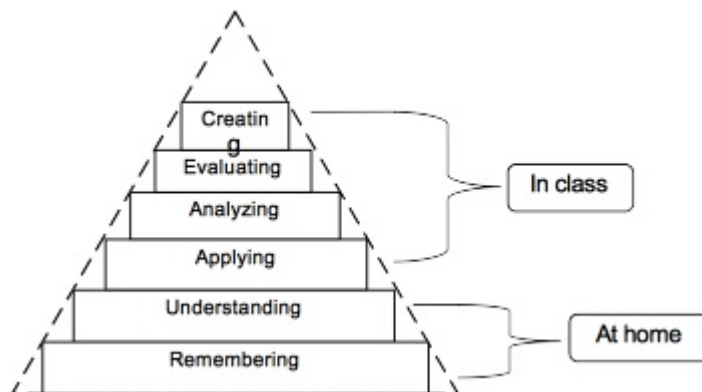 Creatin
g
Evaluating
In class
Analyzing
Applying
Understanding
At home
Remembering